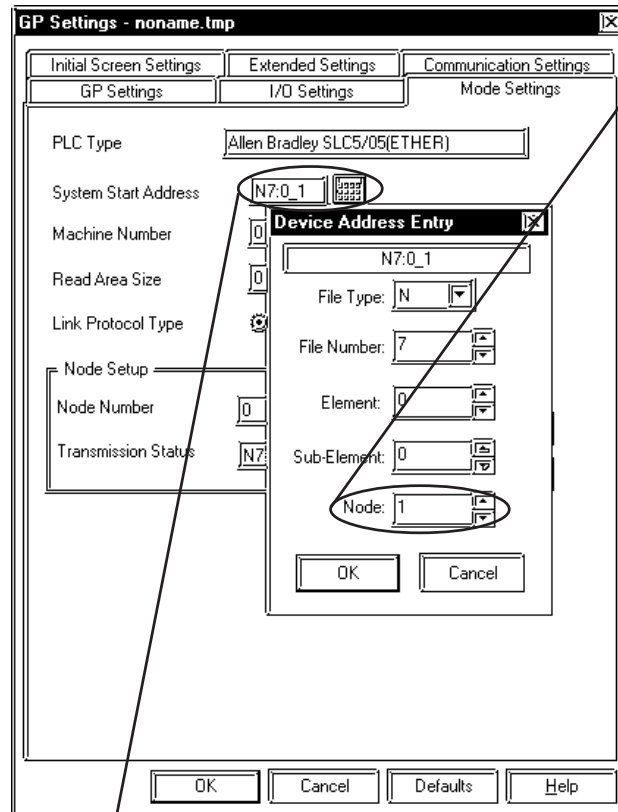 GP Settings - noname.tmp
Initial Screen Settings
Extended Settings
Communication Settings
GP Settings
I/O Settings
Mode Settings
PLC Type
Allen Bradley SLC5/05(ETHER)
System Start Address
N7:0_1
Machine Number
0
Read Area Size
0
Link Protocol Type
Node Setup
Node Number
0
Transmission Status
N7
Device Address Entry
N7:0_1
File Type: N
File Number: 7
Element: 0
Sub-Element: 0
Node: 1
OK
Cancel
OK
Cancel
Defaults
Help